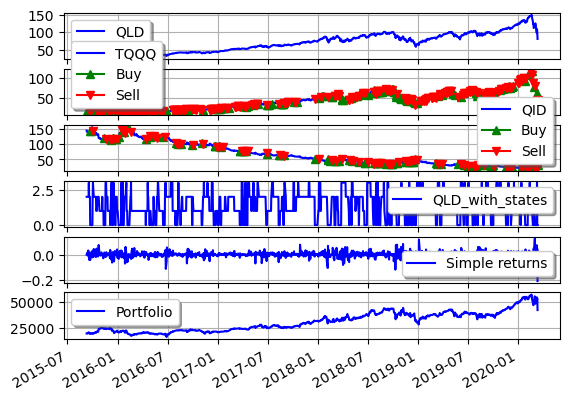 150
100
50
QLD
TQQQ
Buy
Sell
100
50
QID
Buy
Sell
150
100
50
2.5
0.0
QLD_with_states
0.0
−0.2
Simple returns
50000
25000
Portfolio
2015-07
2016-01
2016-07
2017-01
2017-07
2018-01
2018-07
2019-01
2019-07
2020-01